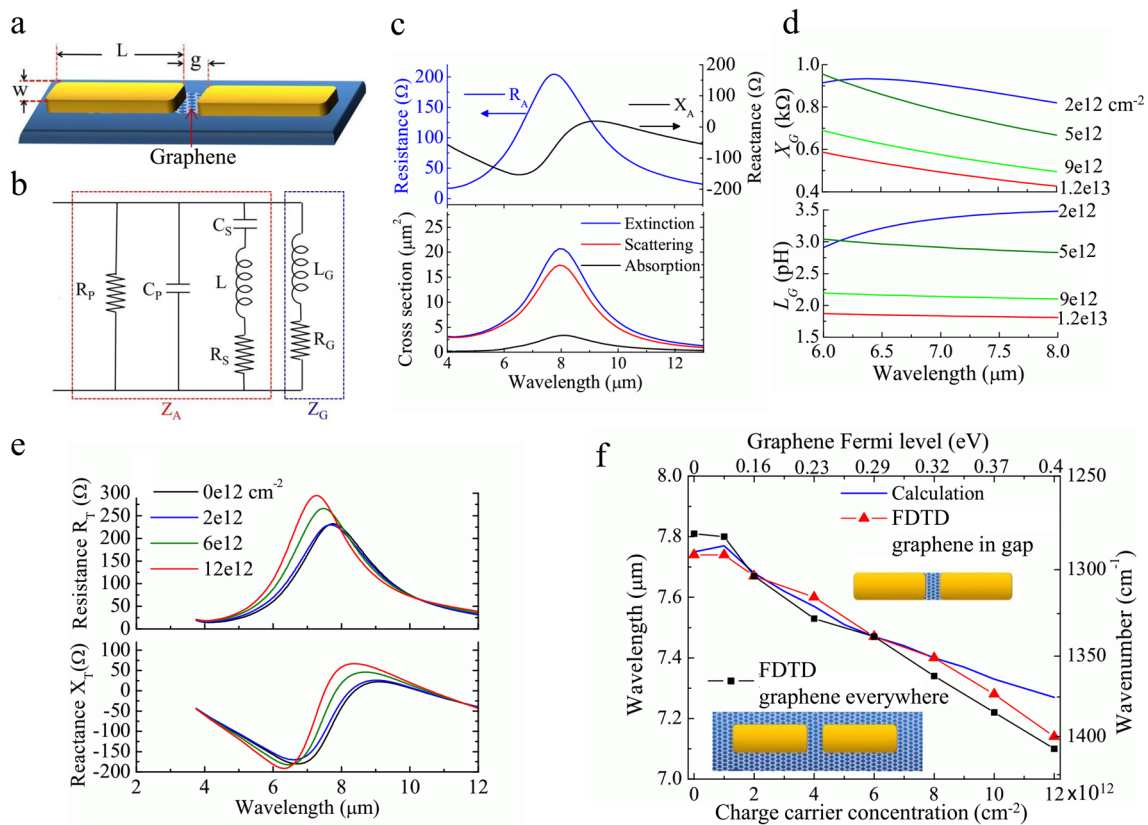 a
L
g
w
Graphene
b
R_P
C_P
C_S
L
R_S
L_G
R_G
Z_A
Z_G
c
Resistance (Ω)
200
150
100
50
0
R_A
X_A
200
150
100
0
-100
-200
Reactance (Ω)
Cross section (μm²)
25
20
15
10
5
0
Extinction
Scattering
Absorption
4 6 8 10 12
Wavelength (μm)
d
X_G (kΩ)
1.0
0.8
0.6
0.4
2e12 cm⁻²
5e12
9e12
1.2e13
L_G (pH)
3.5
3.0
2.5
2.0
1.5
2e12
5e12
9e12
1.2e13
6.0 6.5 7.0 7.5 8.0
Wavelength (μm)
e
Resistance R_T (Ω)
300
250
200
150
100
50
0
0e12 cm⁻²
2e12
6e12
12e12
Reactance X_T(Ω)
100
50
0
-50
-100
-150
-200
2 4 6 8 10 12
Wavelength (μm)
f
Graphene Fermi level (eV)
0 0.16 0.23 0.29 0.32 0.37 0.4
Wavelength (μm)
8.0
7.8
7.6
7.4
7.2
7.0
Calculation
FDTD
graphene in gap
FDTD
graphene everywhere
1250
1300
1350
1400
Wavenumber (cm⁻¹)
0 2 4 6 8 10 12 x10¹²
Charge carrier concentration (cm⁻²)